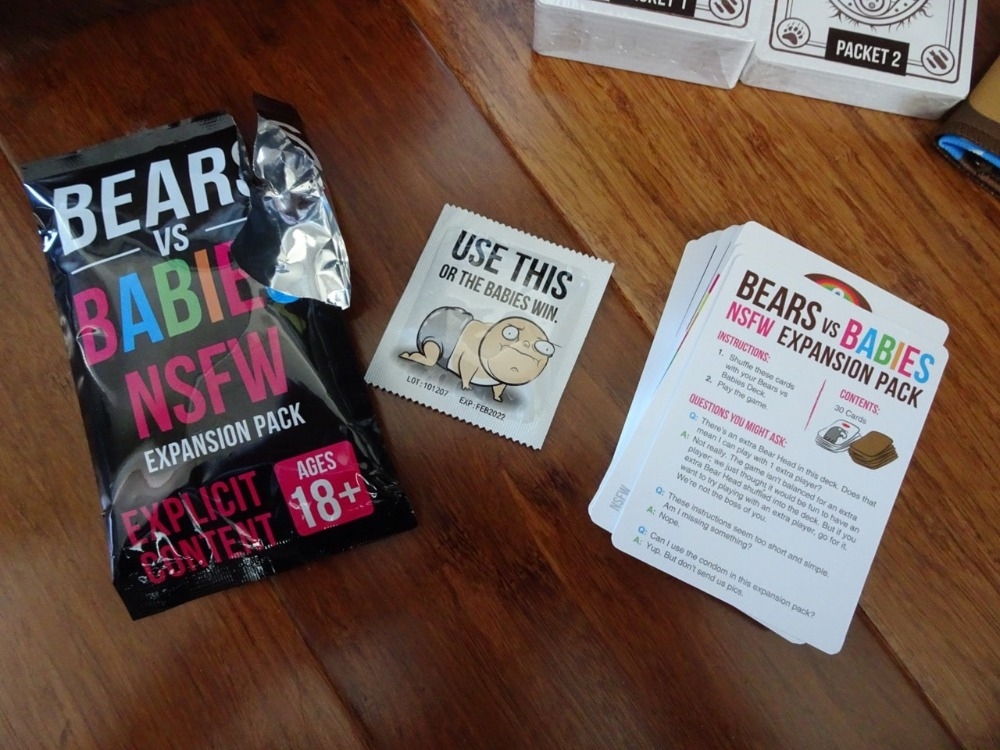 BEARS
VS
BABIE
NSFW
EXPANSION PACK
EXPLICIT
CONTENT
AGES
18+
USE THIS
OR THE BABIES WIN.
LOT:101207 EXP:FEB2022
PACKET 1
PACKET 2
BEARS VS BABIES
NSFW EXPANSION PACK
INSTRUCTIONS:
1. Shuffle these cards
with your Bears vs
Babies Deck.
2. Play the game.
CONTENTS:
30 Cards
QUESTIONS YOU MIGHT ASK:
Q: There's an extra Bear Head in this deck. Does that
mean I can play with 1 extra player?
A: Not really. The game isn't balanced for an extra
player; we just thought it would be fun to have an
extra Bear Head shuffled into the deck. But if you
want to try playing with an extra player, go for it.
We're not the boss of you.
Q: These instructions seem too short and simple.
Am I missing something?
A: Nope.
Q: Can I use the condom in this expansion pack?
A: Yup. But don't send us pics.
NSFW